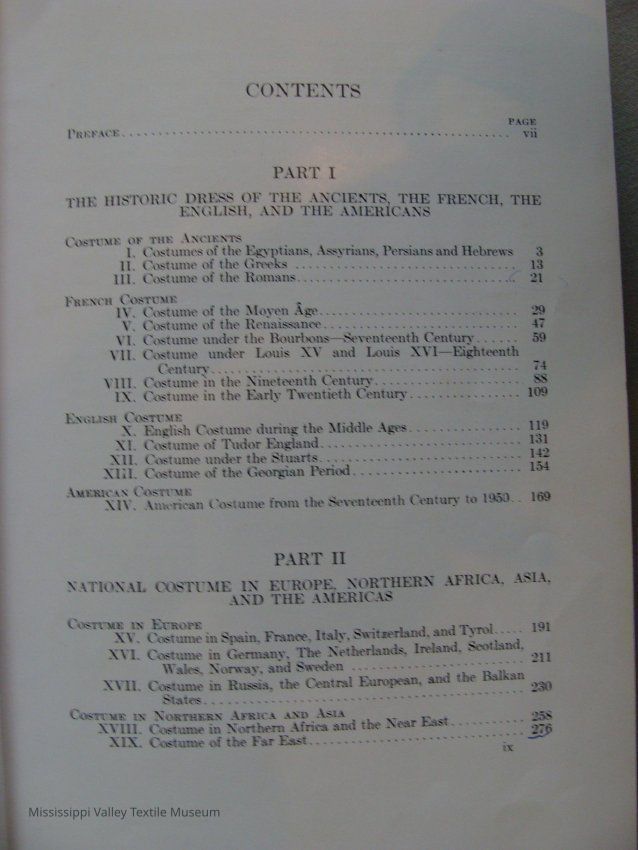 CONTENTS
PAGE
PREFACE vii
PART I
THE HISTORIC DRESS OF THE ANCIENTS, THE FRENCH, THE
ENGLISH, AND THE AMERICANS
COSTUME OF THE ANCIENTS
I. Costumes of the Egyptians, Assyrians, Persians and Hebrews 3
II. Costume of the Greeks 13
III. Costume of the Romans 21
FRENCH COSTUME
IV. Costume of the Moyen Âge 29
V. Costume of the Renaissance 47
VI. Costume under the Bourbons—Seventeenth Century 59
VII. Costume under Louis XV and Louis XVI—Eighteenth
Century 74
VIII. Costume in the Nineteenth Century 88
IX. Costume in the Early Twentieth Century 109
ENGLISH COSTUME
X. English Costume during the Middle Ages 119
XI. Costume of Tudor England 131
XII. Costume under the Stuarts 142
XIII. Costume of the Georgian Period 154
AMERICAN COSTUME
XIV. American Costume from the Seventeenth Century to 1950 169
PART II
NATIONAL COSTUME IN EUROPE, NORTHERN AFRICA, ASIA,
AND THE AMERICAS
COSTUME IN EUROPE
XV. Costume in Spain, France, Italy, Switzerland, and Tyrol 191
XVI. Costume in Germany, The Netherlands, Ireland, Scotland,
Wales, Norway, and Sweden 211
XVII. Costume in Russia, the Central European, and the Balkan
States 230
COSTUME IN NORTHERN AFRICA AND ASIA
XVIII. Costume in Northern Africa and the Near East 258
XIX. Costume of the Far East 276
ix
Mississippi Valley Textile Museum